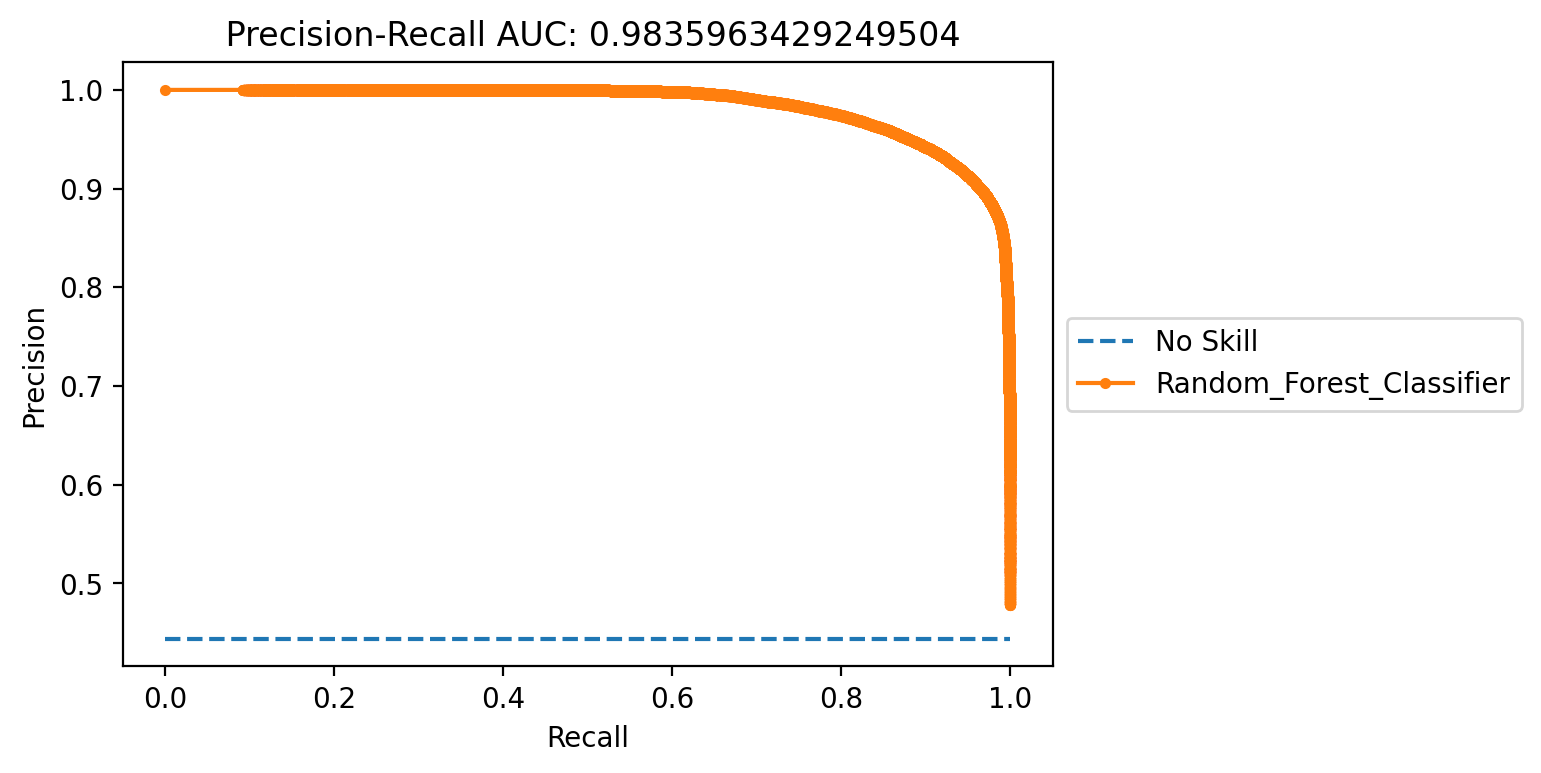 Precision-Recall AUC: 0.9835963429249504
1.0
0.9
0.8
0.7
0.6
0.5
Precision
0.0 0.2 0.4 0.6 0.8 1.0
Recall
No Skill
Random_Forest_Classifier